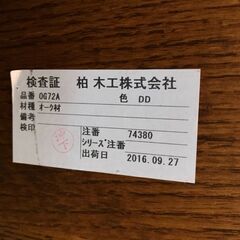 検査証 柏木工株式会社
品番 OG72A 色 DD
材種 オーク材
備考
検印 注番 74380
シリーズ注番
出荷日 2016.09.27